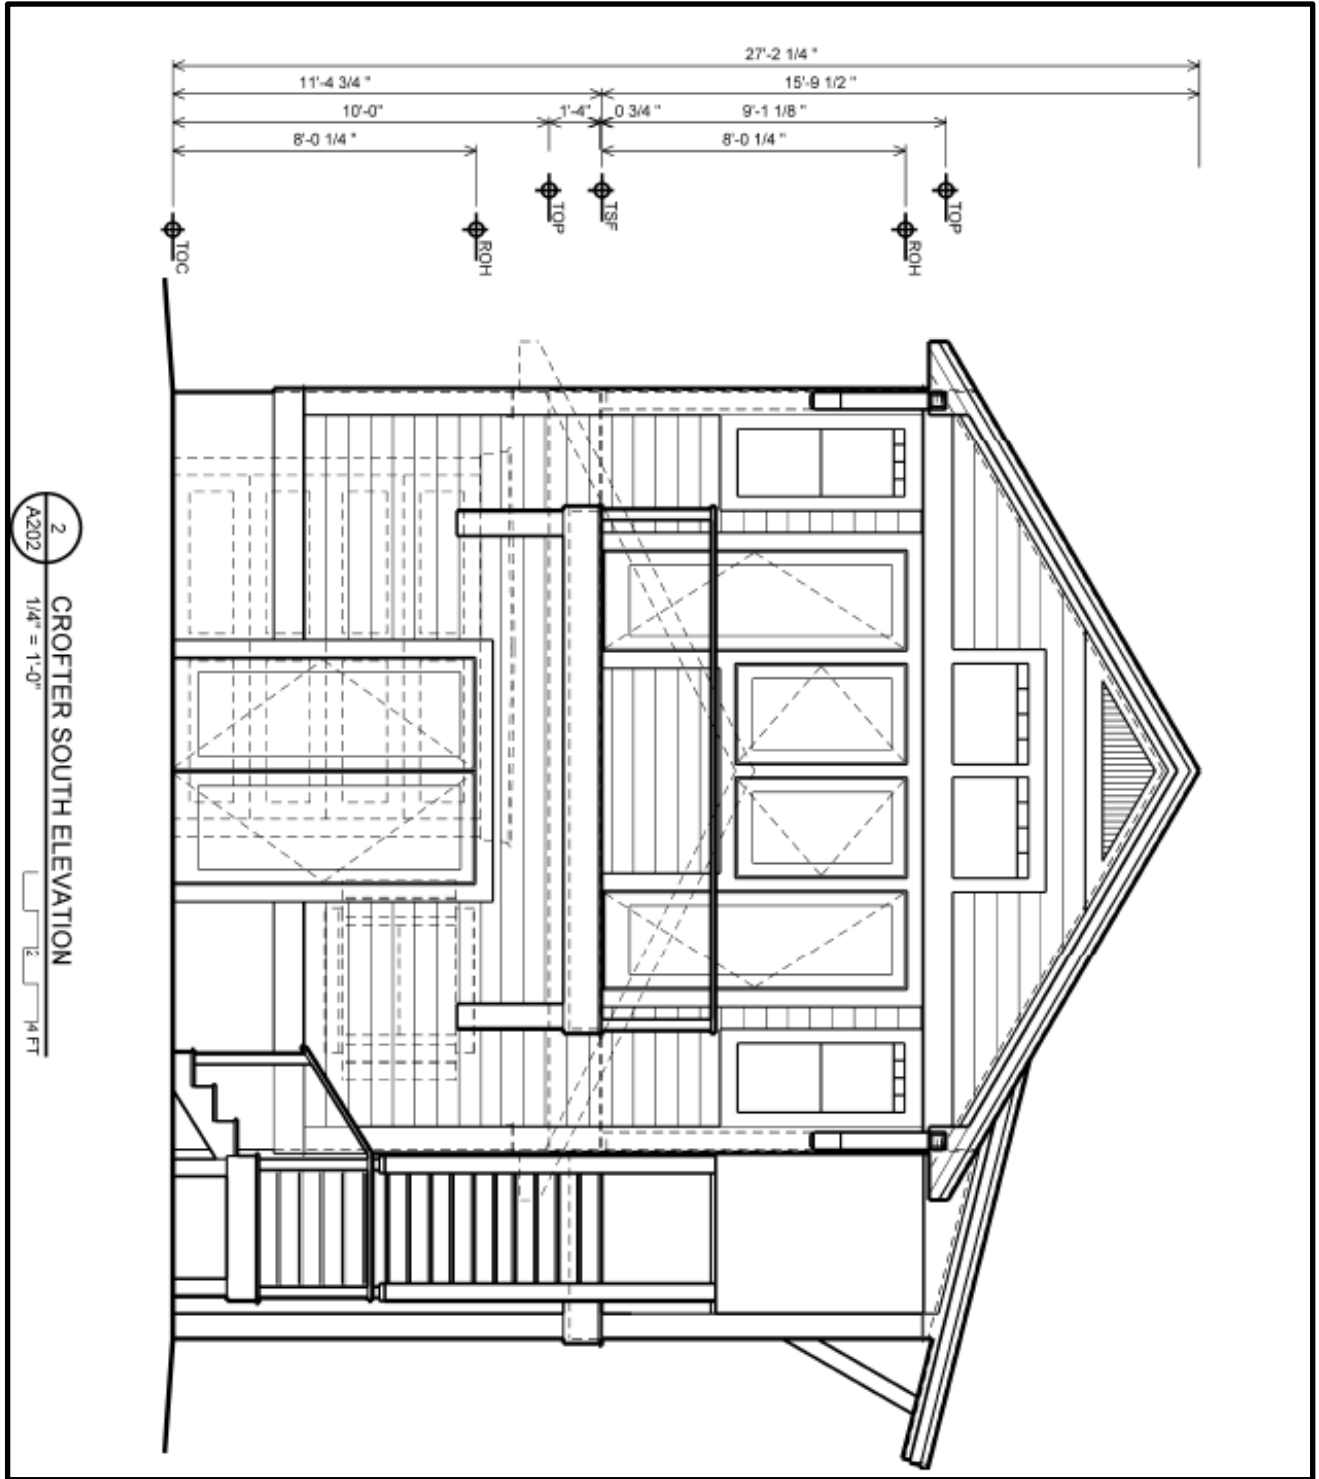 27'-2 1/4 "
11'-4 3/4 "
15'-9 1/2 "
10'-0"
1'-4"
0 3/4 "
9'-1 1/8 "
8'-0 1/4 "
8'-0 1/4 "
TOP
TSF
TOP
TOC
ROH
ROH
2
A202
CROFTER SOUTH ELEVATION
1/4" = 1'-0"
2
4 FT